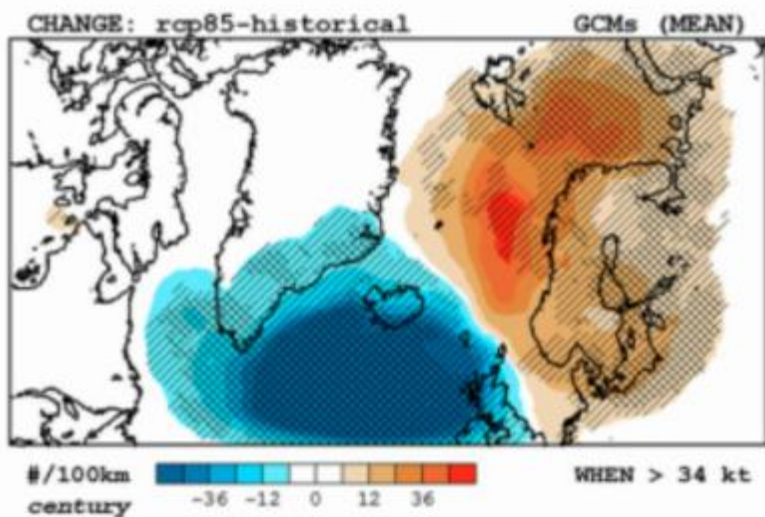 CHANGE: rcp85-historical GCMs (MEAN)
#/100km WHEN > 34 kt
-36 -12 0 12 36
century